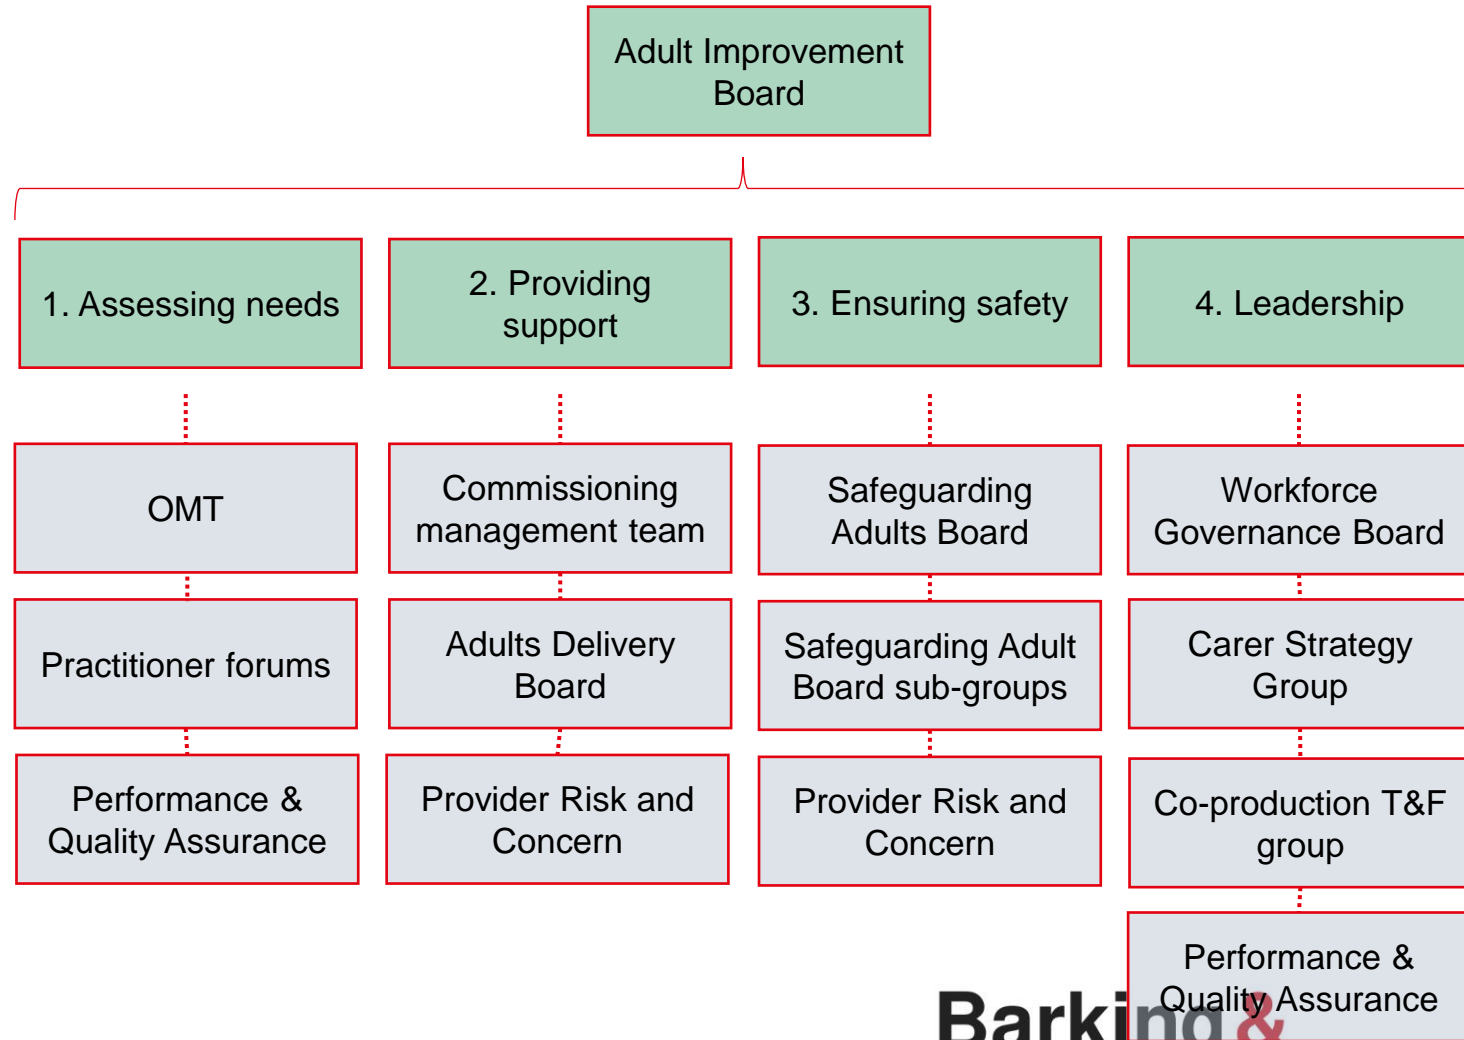 Adult Improvement
Board
1. Assessing needs
2. Providing
support
3. Ensuring safety
4. Leadership
OMT
Commissioning
management team
Safeguarding
Adults Board
Workforce
Governance Board
Practitioner forums
Adults Delivery
Board
Safeguarding Adult
Board sub-groups
Carer Strategy
Group
Performance &
Quality Assurance
Provider Risk and
Concern
Provider Risk and
Concern
Co-production T&F
group
Performance &
Quality Assurance
Barking &